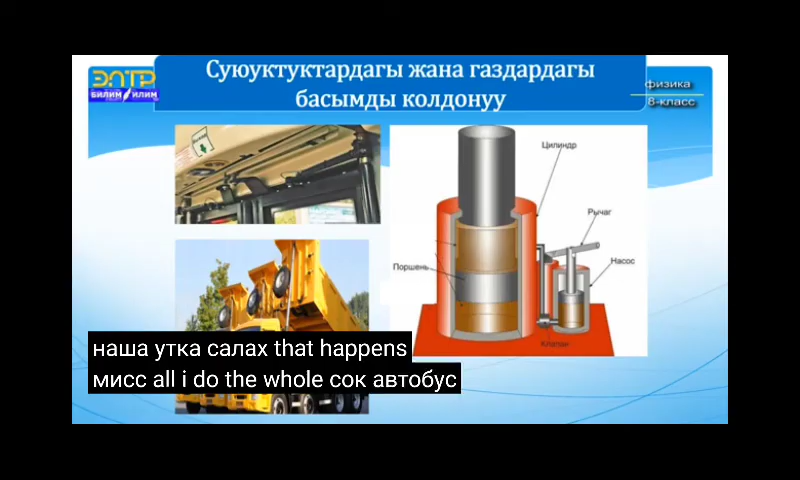 ЭЛТР
БИЛИМ ИЛИМ
Суюуктуктардагы жана газдардагы
басымды колдонуу
физика
8-класс
Цилиндр
Рычаг
Поршень
Насос
Клапан
наша утка салах that happens
мисс all i do the whole сок автобус